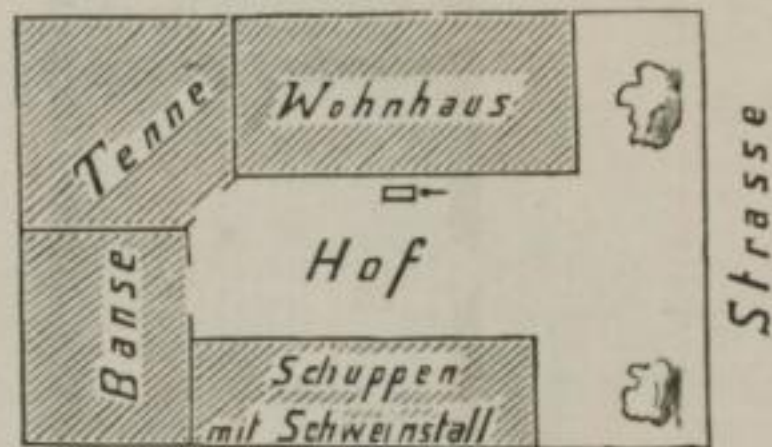 Wohnhaus
Tenne
Strasse
Hof
Banse
Schuppen
mit Schweinstall